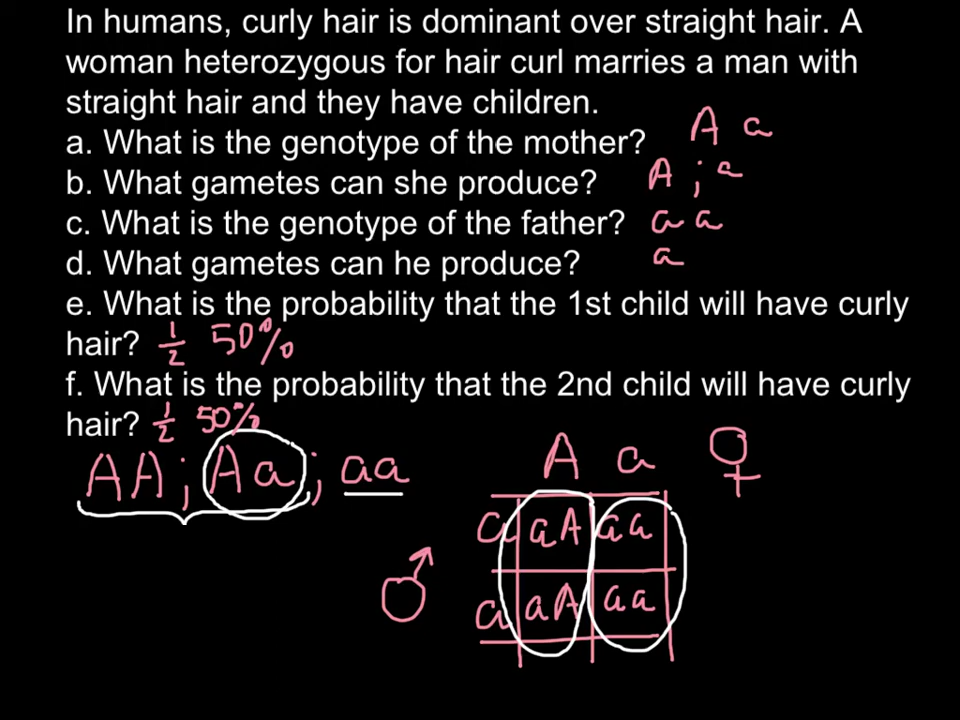 In humans, curly hair is dominant over straight hair. A
woman heterozygous for hair curl marries a man with
straight hair and they have children.
a. What is the genotype of the mother? A a
b. What gametes can she produce? A ; a
c. What is the genotype of the father? a a
d. What gametes can he produce? a
e. What is the probability that the 1st child will have curly
hair? 1/2 50%
f. What is the probability that the 2nd child will have curly
hair? 1/2 50%
AA ; Aa ; aa
A a ♀
a aA aa
♂
a aA aa